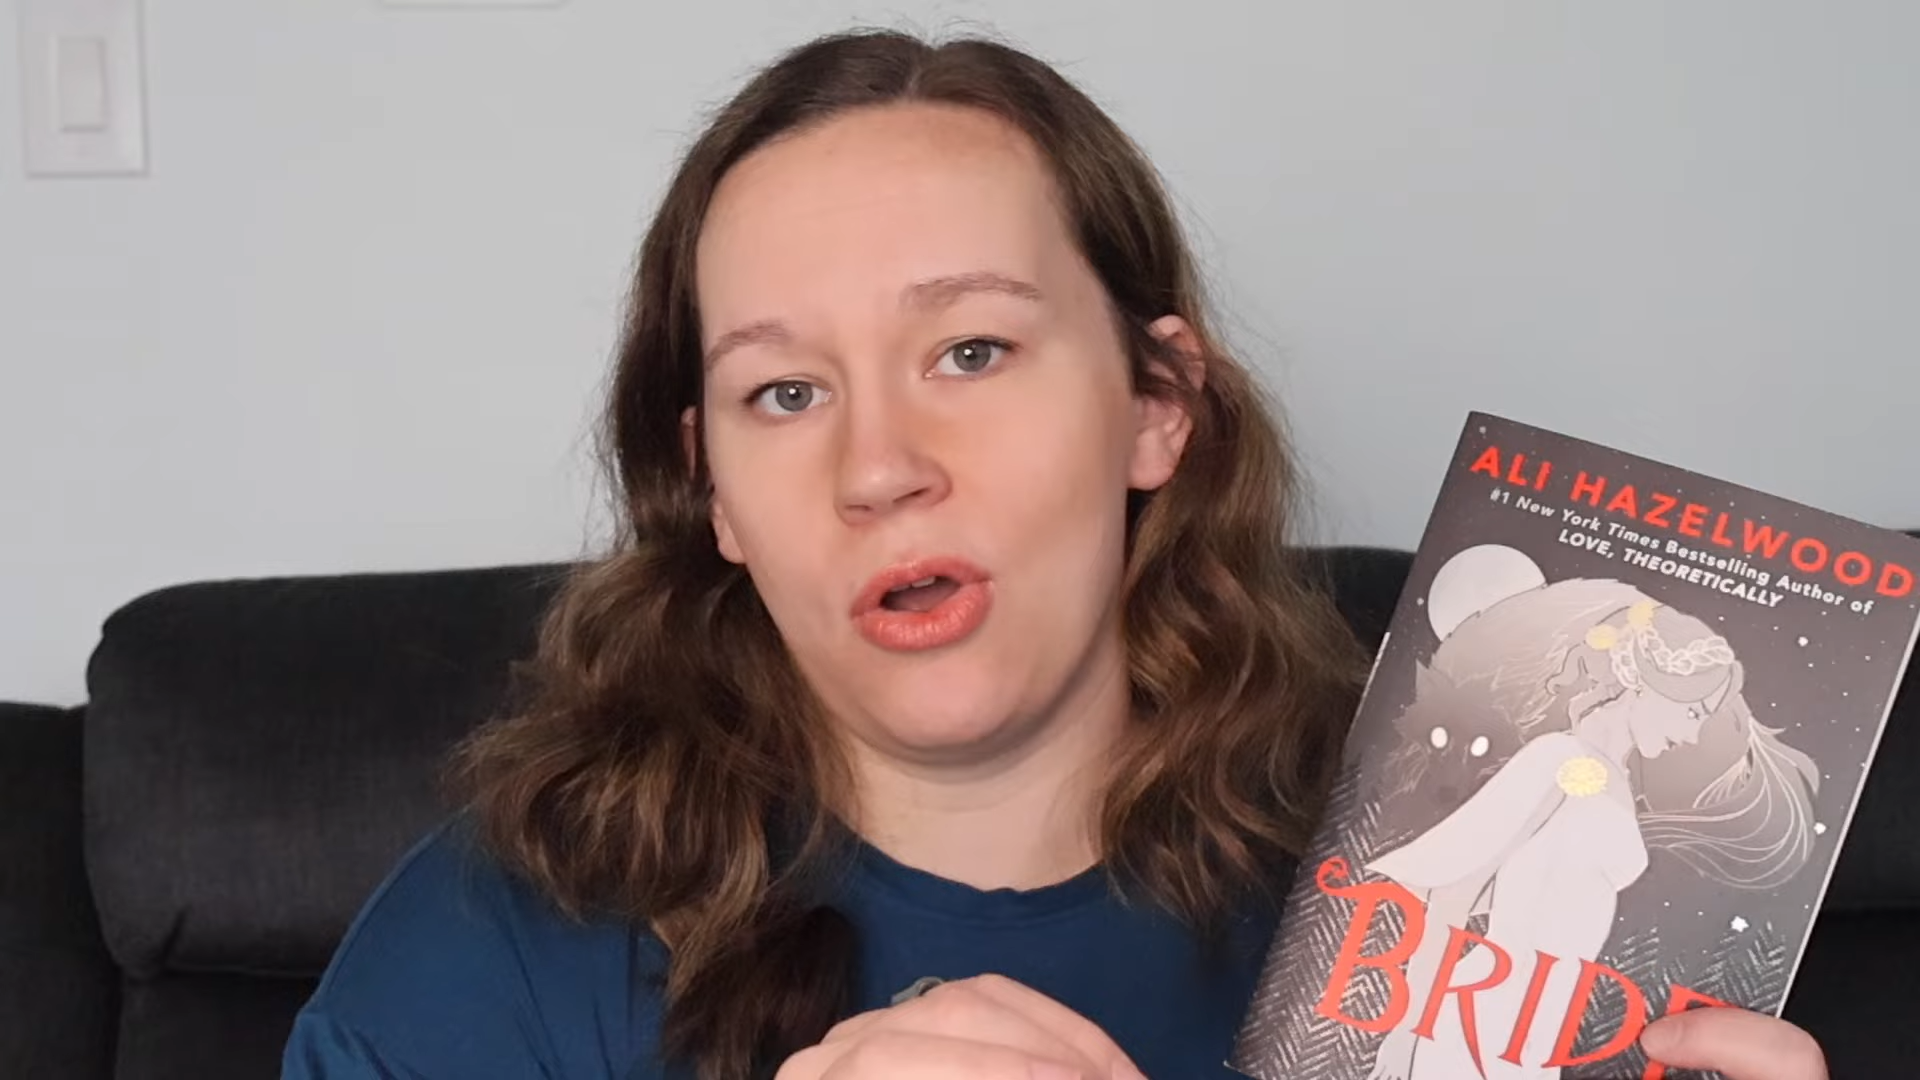 ALI HAZELWOOD
#1 New York Times Bestselling Author of
LOVE, THEORETICALLY
BRIDE